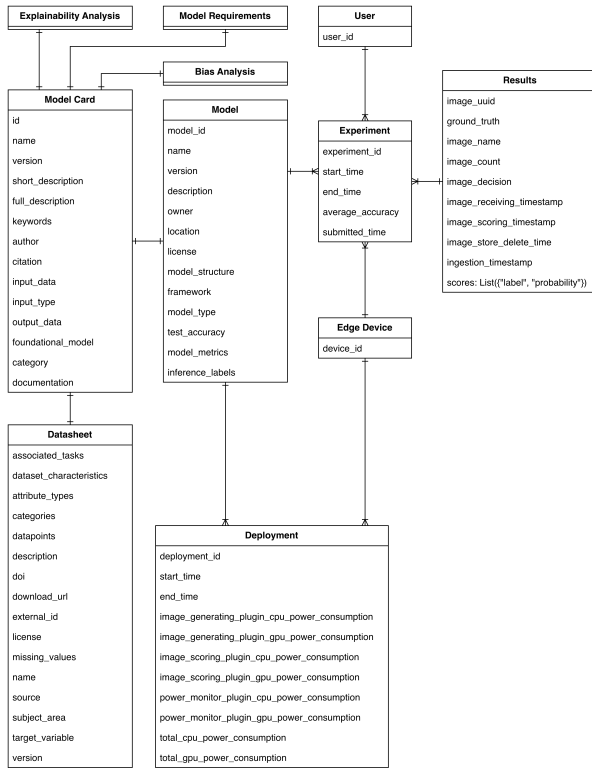 Explainability Analysis
Model Requirements
Bias Analysis
User
user_id
Model Card
id
name
version
short_description
full_description
keywords
author
citation
input_data
input_type
output_data
foundational_model
category
documentation
Model
model_id
name
version
description
owner
location
license
model_structure
framework
model_type
test_accuracy
model_metrics
inference_labels
Experiment
experiment_id
start_time
end_time
average_accuracy
submitted_time
Results
image_uuid
ground_truth
image_name
image_count
image_decision
image_receiving_timestamp
image_scoring_timestamp
image_store_delete_time
ingestion_timestamp
scores: List({"label", "probability"})
Edge Device
device_id
Datasheet
associated_tasks
dataset_characteristics
attribute_types
categories
datapoints
description
doi
download_url
external_id
license
missing_values
name
source
subject_area
target_variable
version
Deployment
deployment_id
start_time
end_time
image_generating_plugin_cpu_power_consumption
image_generating_plugin_gpu_power_consumption
image_scoring_plugin_cpu_power_consumption
image_scoring_plugin_gpu_power_consumption
power_monitor_plugin_cpu_power_consumption
power_monitor_plugin_gpu_power_consumption
total_cpu_power_consumption
total_gpu_power_consumption